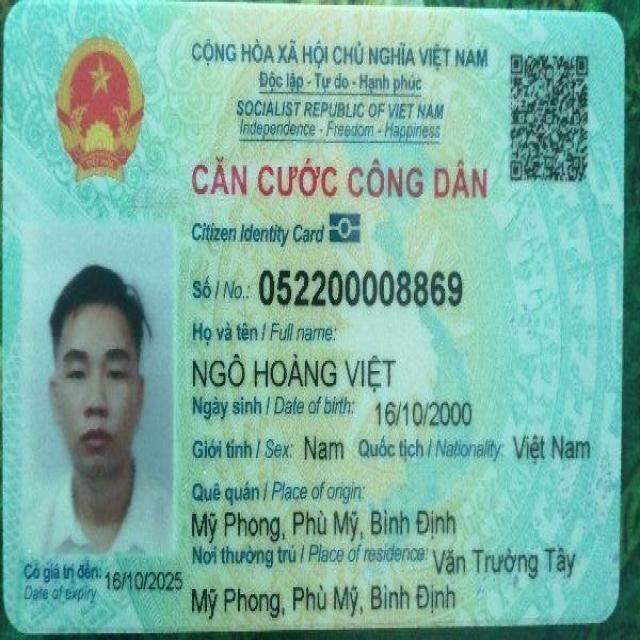 CỘNG HÒA XÃ HỘI CHỦ NGHĨA VIỆT NAM
Độc lập - Tự do - Hạnh phúc
SOCIALIST REPUBLIC OF VIET NAM
Independence - Freedom - Happiness
CĂN CƯỚC CÔNG DÂN
Citizen Identity Card
Số / No.: 052200008869
Họ và tên / Full name:
NGÔ HOÀNG VIỆT
Ngày sinh / Date of birth: 16/10/2000
Giới tính / Sex: Nam Quốc tịch / Nationality: Việt Nam
Quê quán / Place of origin:
Mỹ Phong, Phù Mỹ, Bình Định
Nơi thường trú / Place of residence: Văn Trường Tây
Mỹ Phong, Phù Mỹ, Bình Định
Có giá trị đến: 16/10/2025
Date of expiry